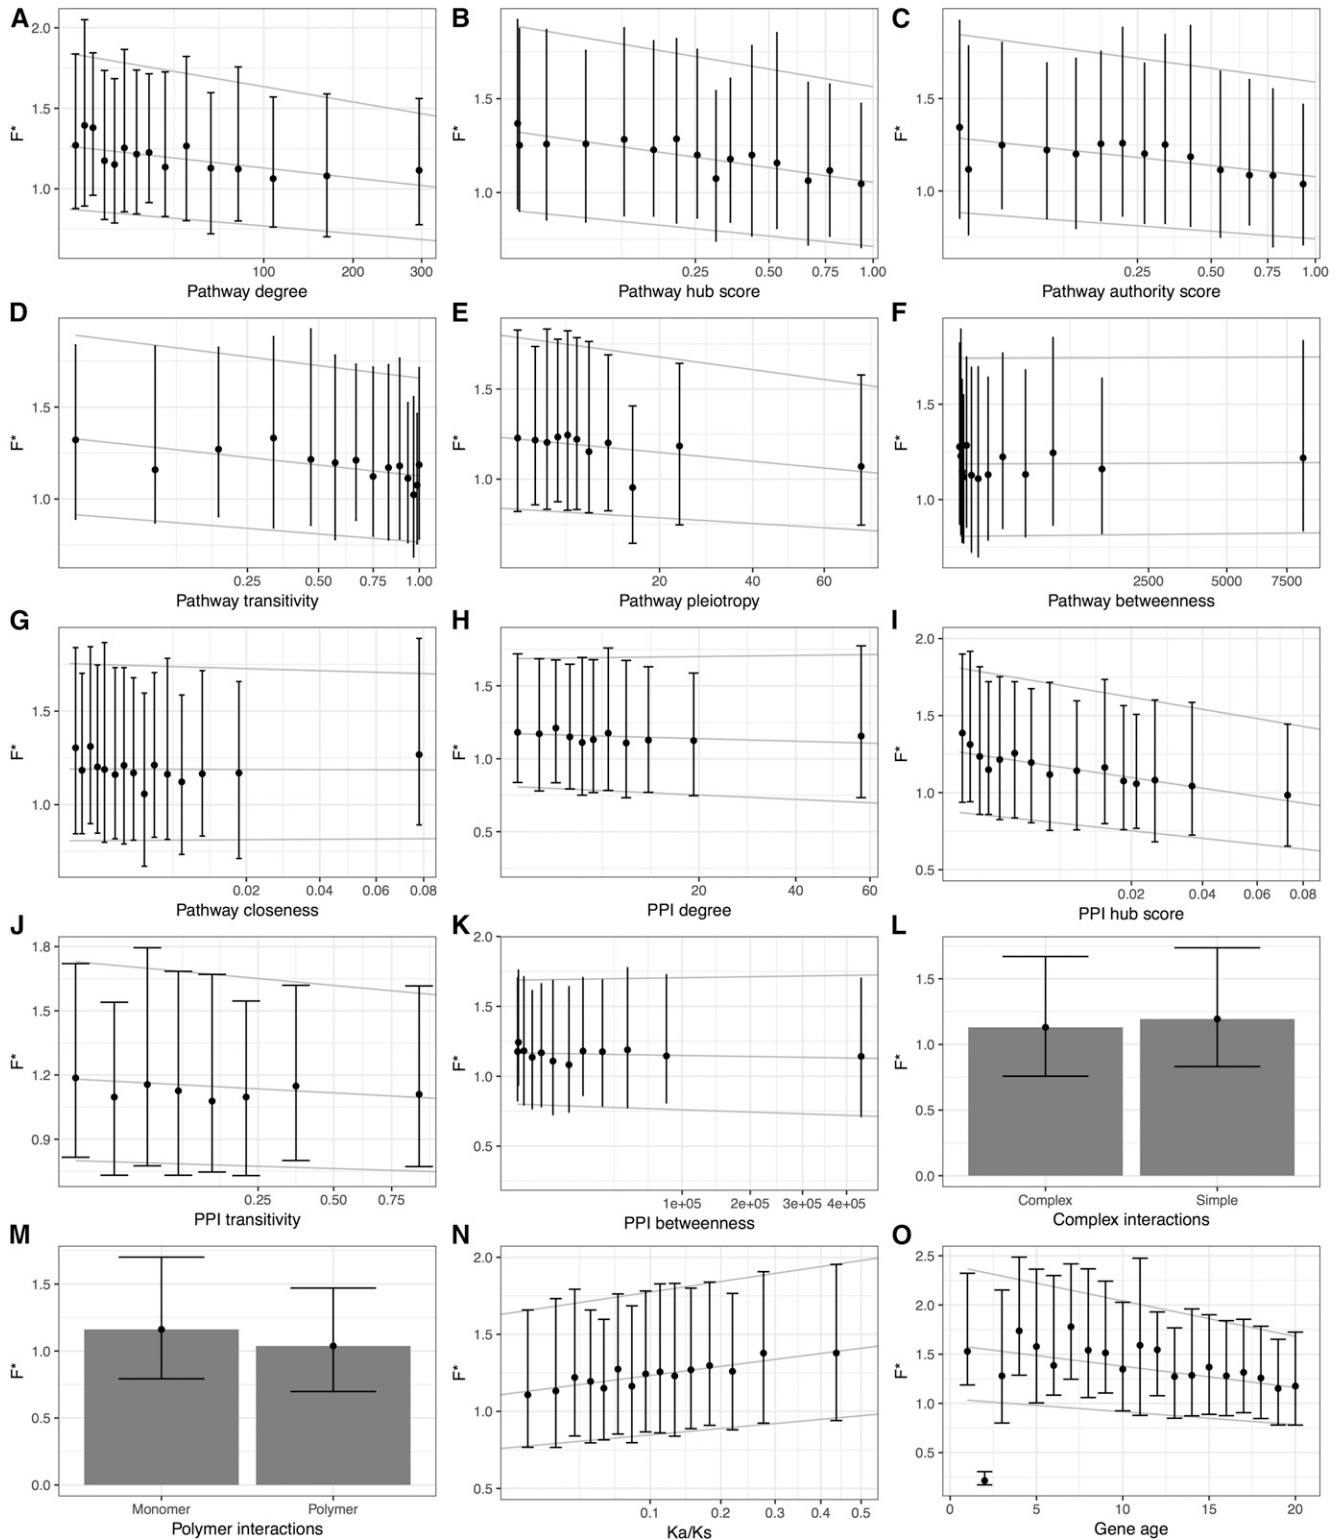 A
2.0
1.5
1.0
F*
100
200
300
Pathway degree
B
1.5
1.0
F*
0.25
0.50
0.75
1.00
Pathway hub score
C
1.5
1.0
F*
0.25
0.50
0.75
1.00
Pathway authority score
D
1.5
1.0
F*
0.25
0.50
0.75
1.00
Pathway transitivity
E
1.5
1.0
F*
20
40
60
Pathway pleiotropy
F
1.5
1.0
F*
2500
5000
7500
Pathway betweenness
G
1.5
1.0
F*
0.02
0.04
0.06
0.08
Pathway closeness
H
1.5
1.0
0.5
F*
20
40
60
PPI degree
I
2.0
1.5
1.0
0.5
F*
0.02
0.04
0.06
0.08
PPI hub score
J
1.8
1.5
1.2
0.9
F*
0.25
0.50
0.75
PPI transitivity
K
2.0
1.5
1.0
0.5
F*
1e+05
2e+05
3e+05
4e+05
PPI betweenness
L
1.5
1.0
0.5
0.0
F*
Complex
Simple
Complex interactions
M
1.5
1.0
0.5
0.0
F*
Monomer
Polymer
Polymer interactions
N
2.0
1.5
1.0
0.5
F*
0.1
0.2
0.3
0.4
0.5
Ka/Ks
O
2.5
2.0
1.5
1.0
0.5
F*
0
5
10
15
20
Gene age